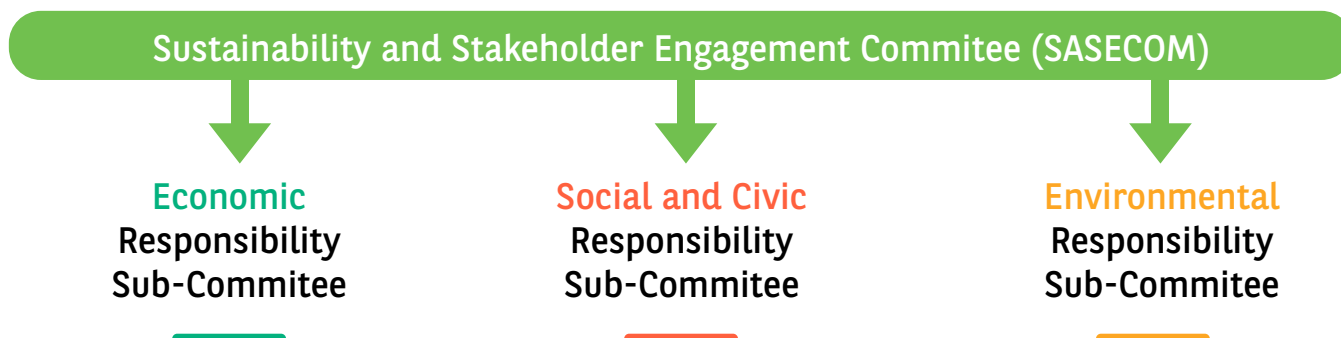 Sustainability and Stakeholder Engagement Commitee (SASECOM)
Economic
Responsibility
Sub-Commitee
Social and Civic
Responsibility
Sub-Commitee
Environmental
Responsibility
Sub-Commitee